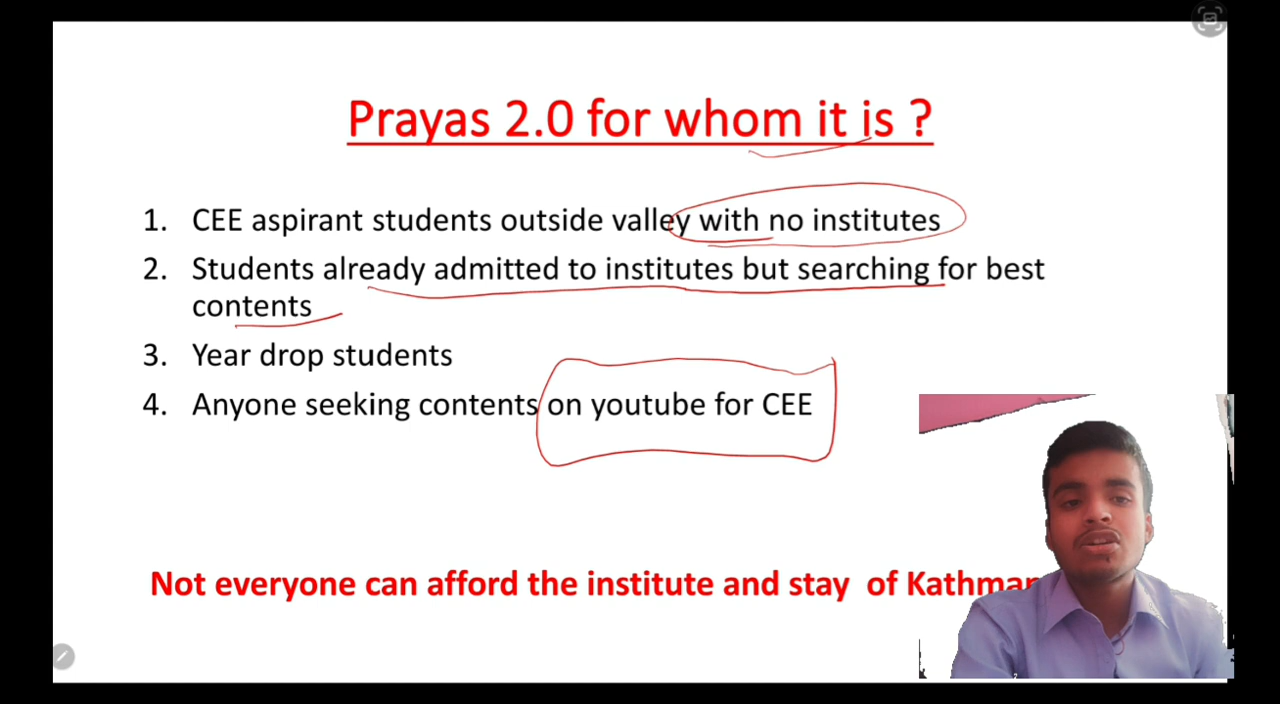 Prayas 2.0 for whom it is ?
1. CEE aspirant students outside valley with no institutes
2. Students already admitted to institutes but searching for best
contents
3. Year drop students
4. Anyone seeking contents on youtube for CEE
Not everyone can afford the institute and stay of